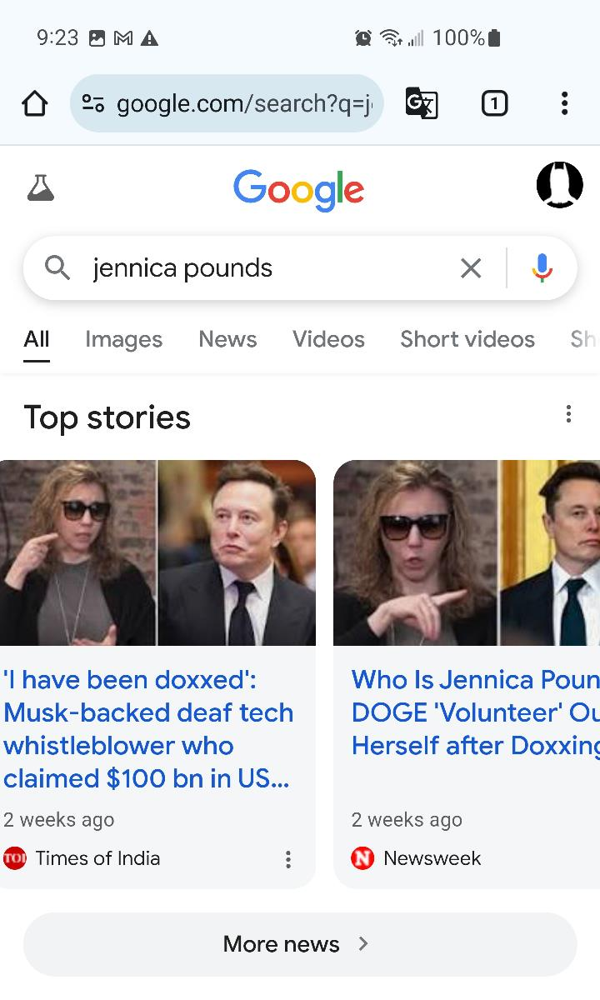 9:23
100%
google.com/search?q=j
1
Google
jennica pounds
All Images News Videos Short videos Sh
Top stories
'I have been doxxed':
Musk-backed deaf tech
whistleblower who
claimed $100 bn in US...
2 weeks ago
TOI Times of India
Who Is Jennica Poun
DOGE 'Volunteer' Ou
Herself after Doxxing
2 weeks ago
N Newsweek
More news